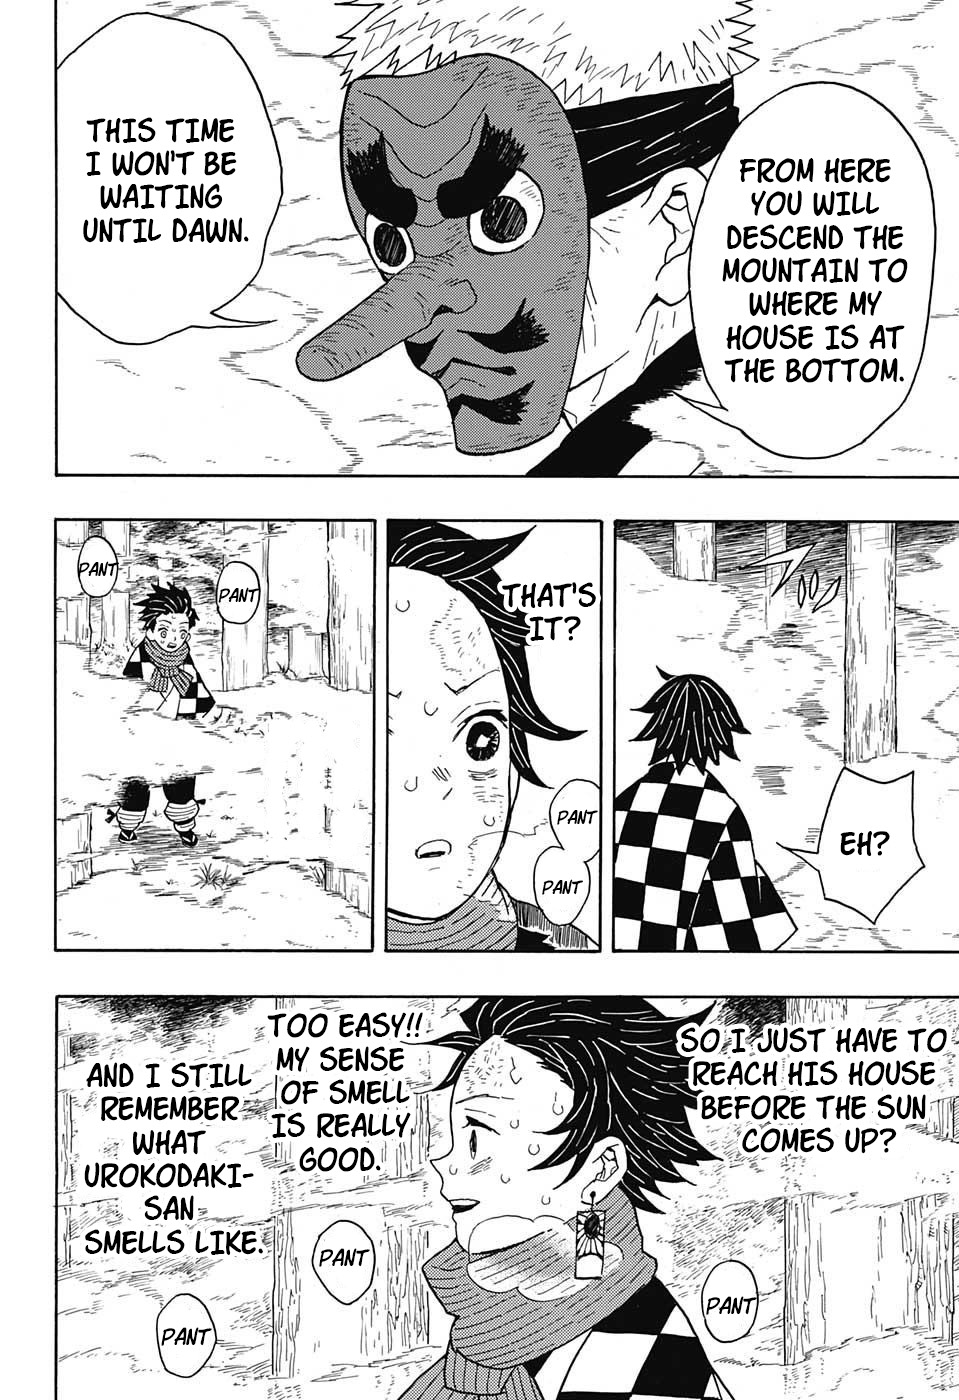 FROM HERE
YOU WILL
DESCEND THE
MOUNTAIN TO
WHERE MY
HOUSE IS AT
THE BOTTOM.
THIS TIME
I WON'T BE
WAITING
UNTIL DAWN.
EH?
THAT'S
IT?
PANT
PANT
PANT
PANT
SO I JUST HAVE TO
REACH HIS HOUSE
BEFORE THE SUN
COMES UP?
TOO EASY!!
MY SENSE
OF SMELL
IS REALLY
GOOD.
AND I STILL
REMEMBER
WHAT
UROKODAKI-
SAN
SMELLS LIKE.
PANT
PANT
PANT